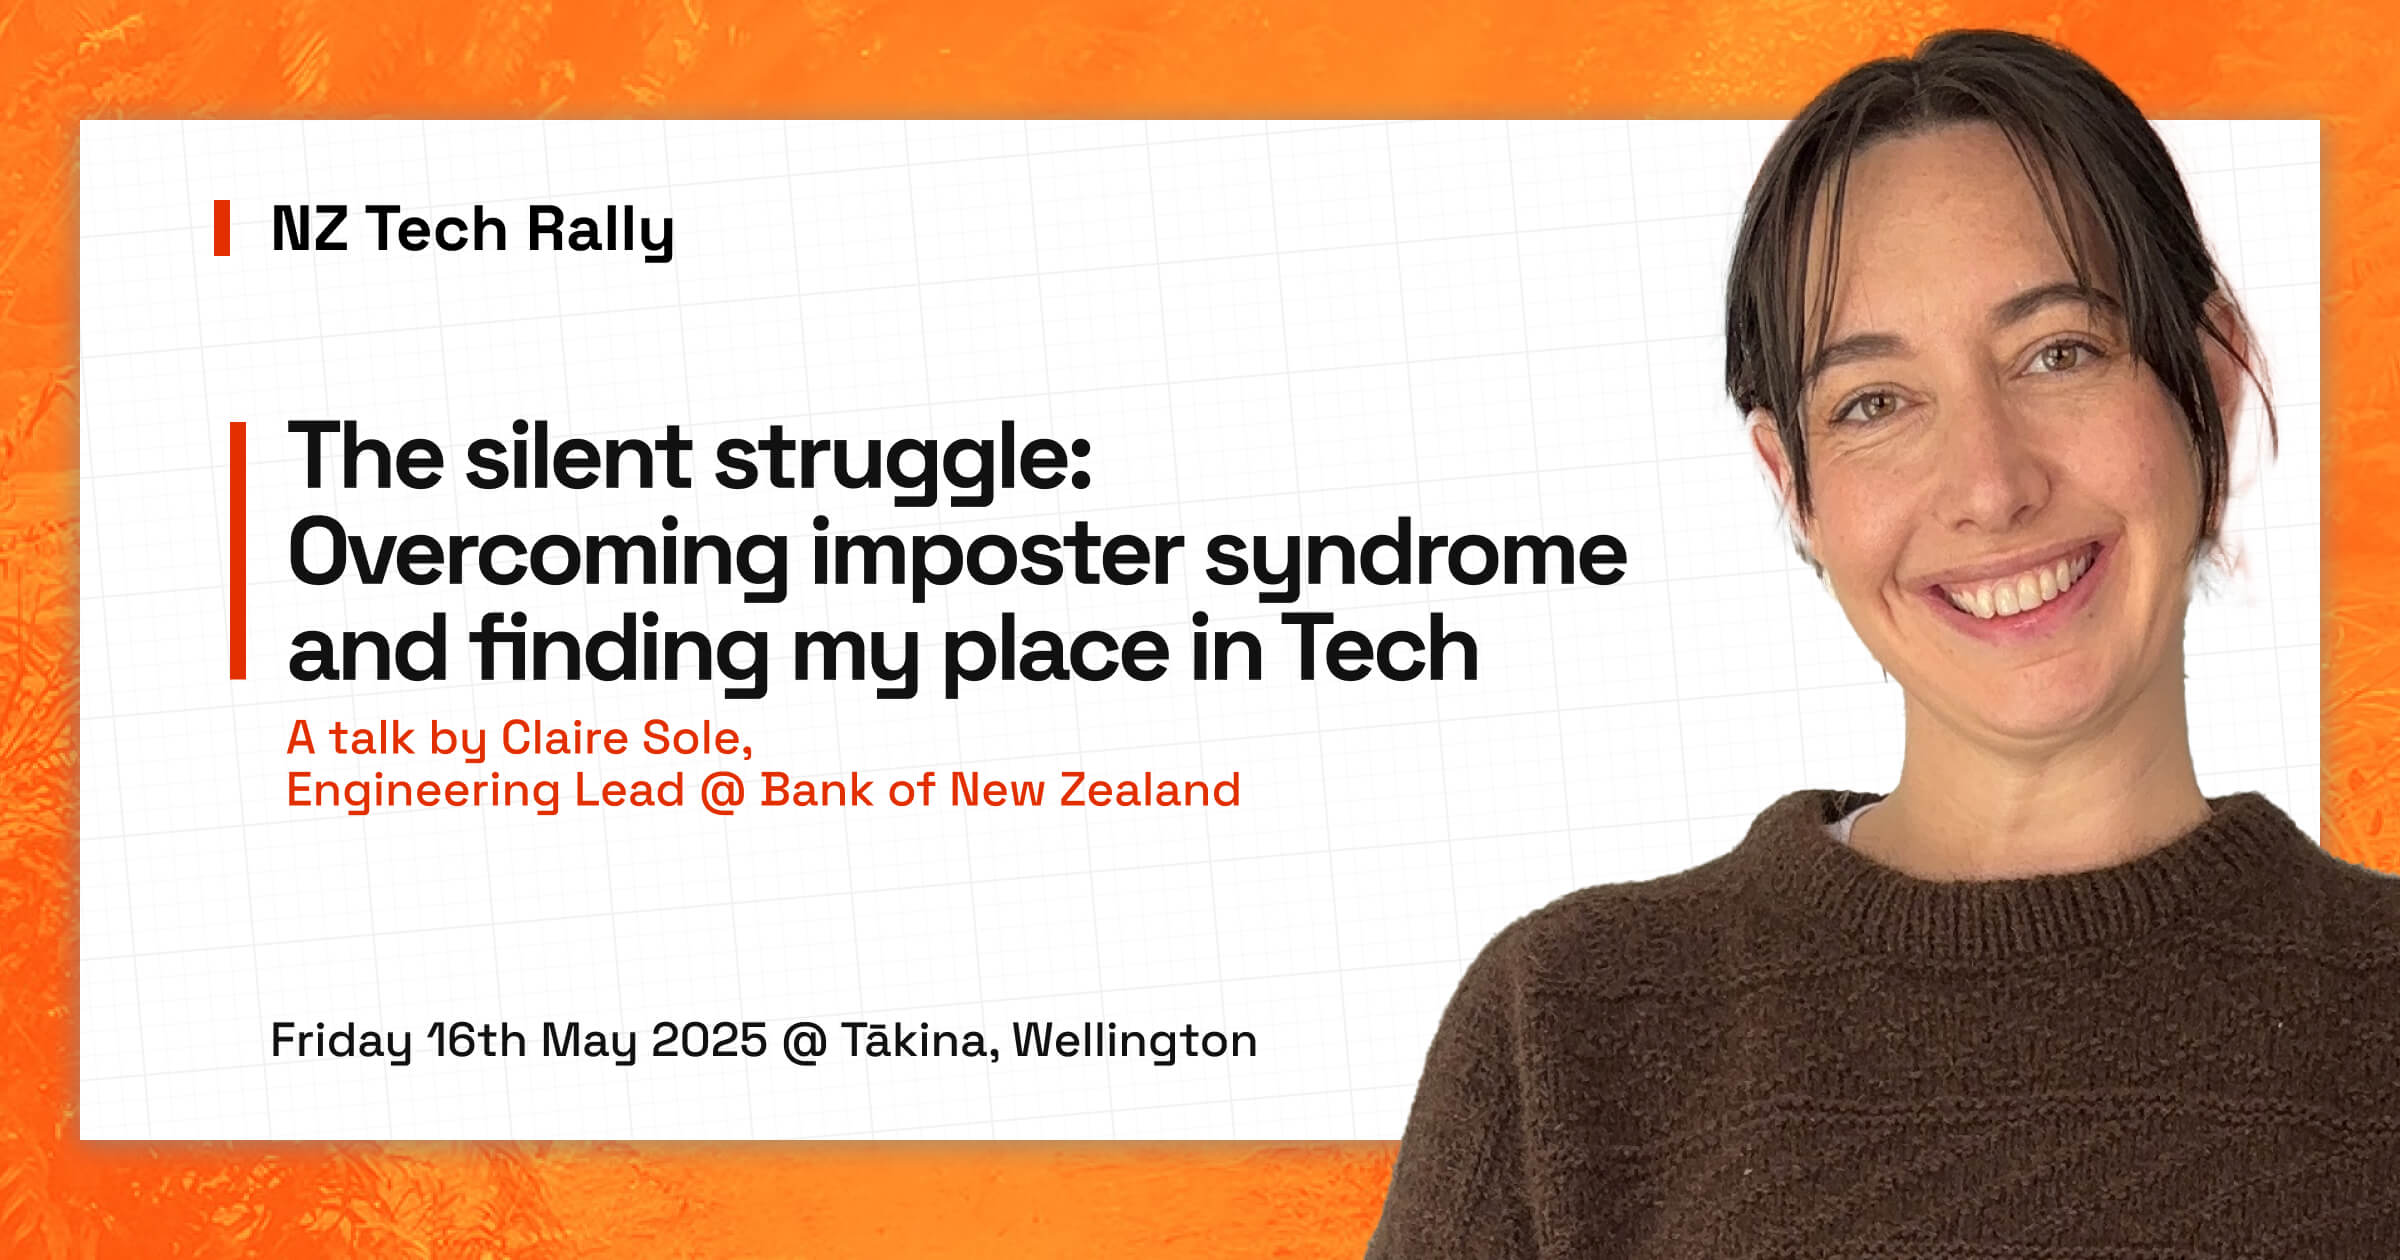 NZ Tech Rally
The silent struggle:
Overcoming imposter syndrome
and finding my place in Tech
A talk by Claire Sole,
Engineering Lead @ Bank of New Zealand
Friday 16th May 2025 @ Tākina, Wellington